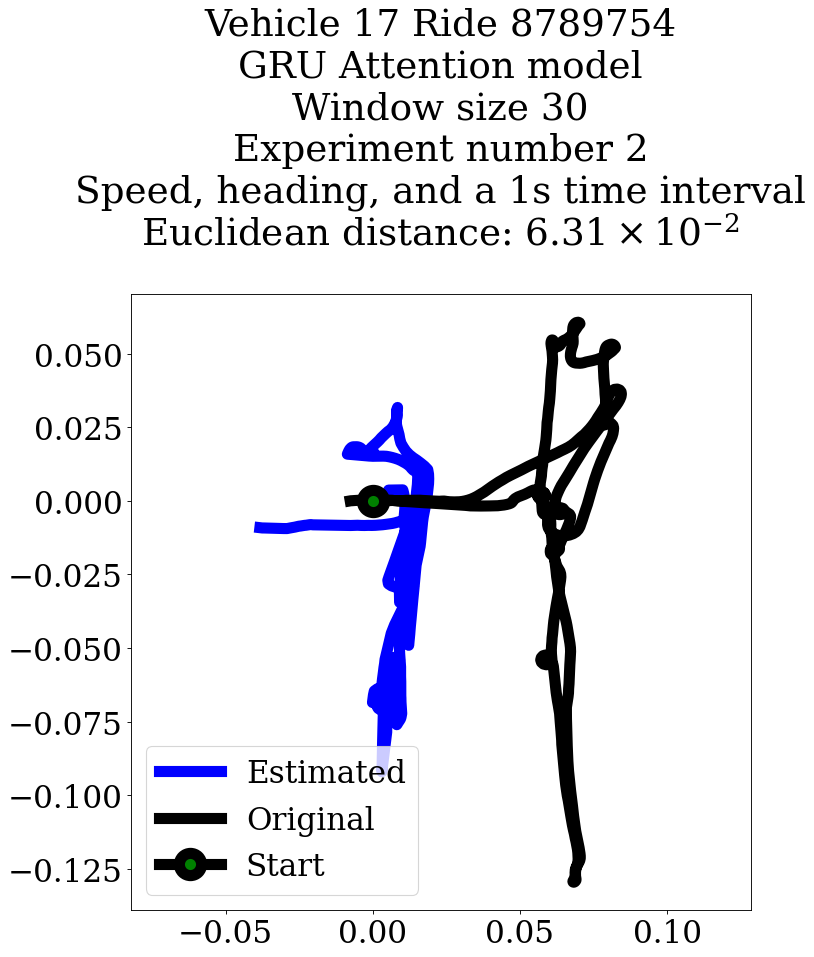 Vehicle 17 Ride 8789754
GRU Attention model
Window size 30
Experiment number 2
Speed, heading, and a 1s time interval
Euclidean distance: 6.31 × 10⁻²
0.050
0.025
0.000
−0.025
−0.050
−0.075
−0.100
−0.125
Estimated
Original
Start
−0.05
0.00
0.05
0.10